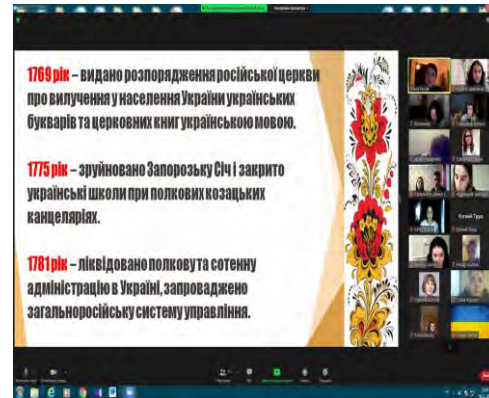 1769 рік – видано розпорядження російської церкви
про вилучення у населення України українських
букварів та церковних книг українською мовою.
1775 рік – зруйновано Запорозьку Січ і закрито
українські школи при полкових козацьких
канцеляріях.
1781 рік – ліквідовано полкову та сотенну
адміністрацію в Україні, запроваджено
загальноросійську систему управління.